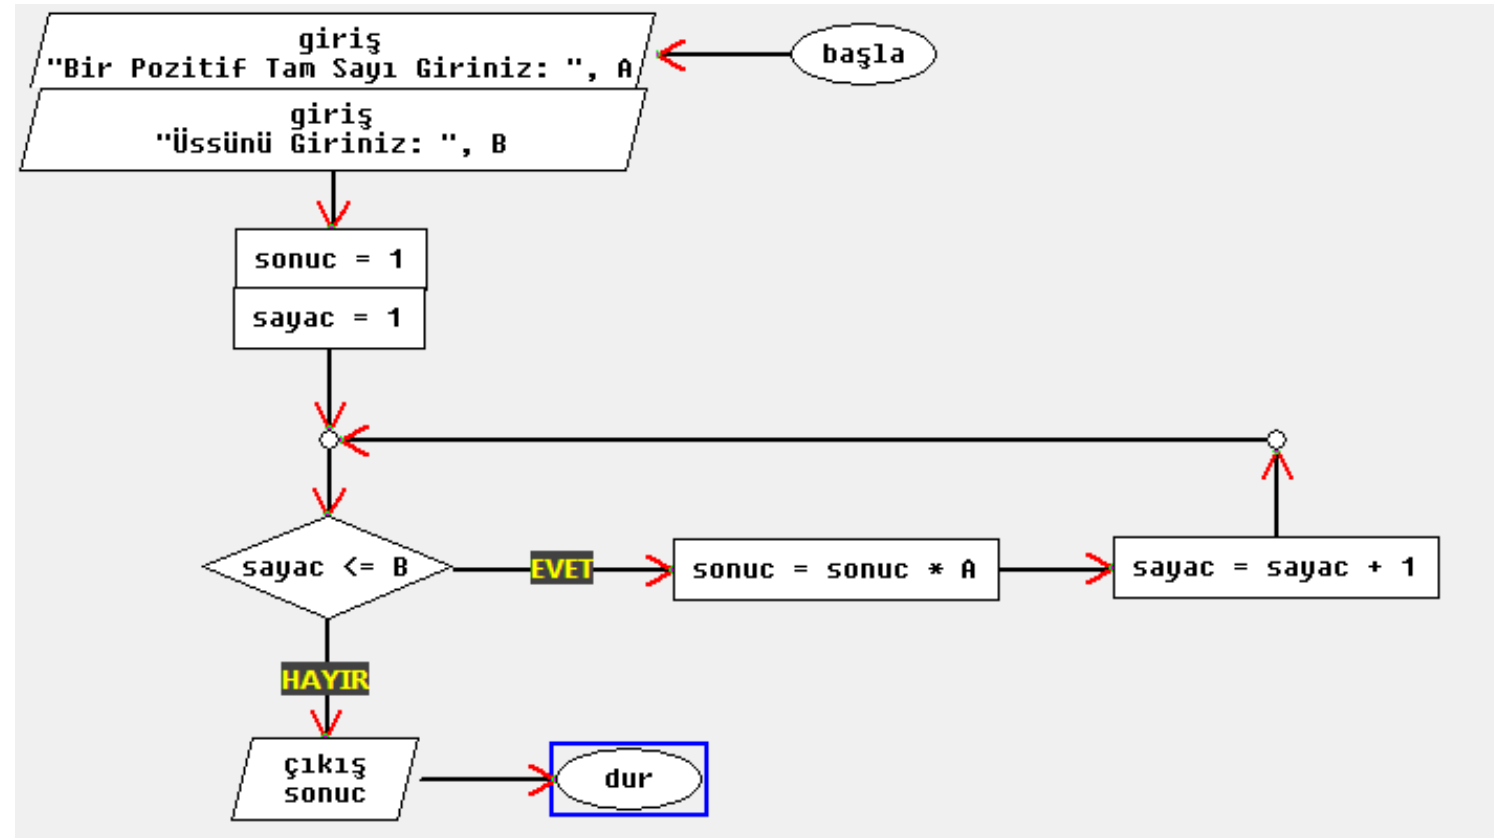 başla
giriş
"Bir Pozitif Tam Sayı Giriniz: ", A
giriş
"Üssünü Giriniz: ", B
sonuc = 1
sayac = 1
sayac <= B
EVET
sonuc = sonuc * A
sayac = sayac + 1
HAYIR
çıkış
sonuc
dur